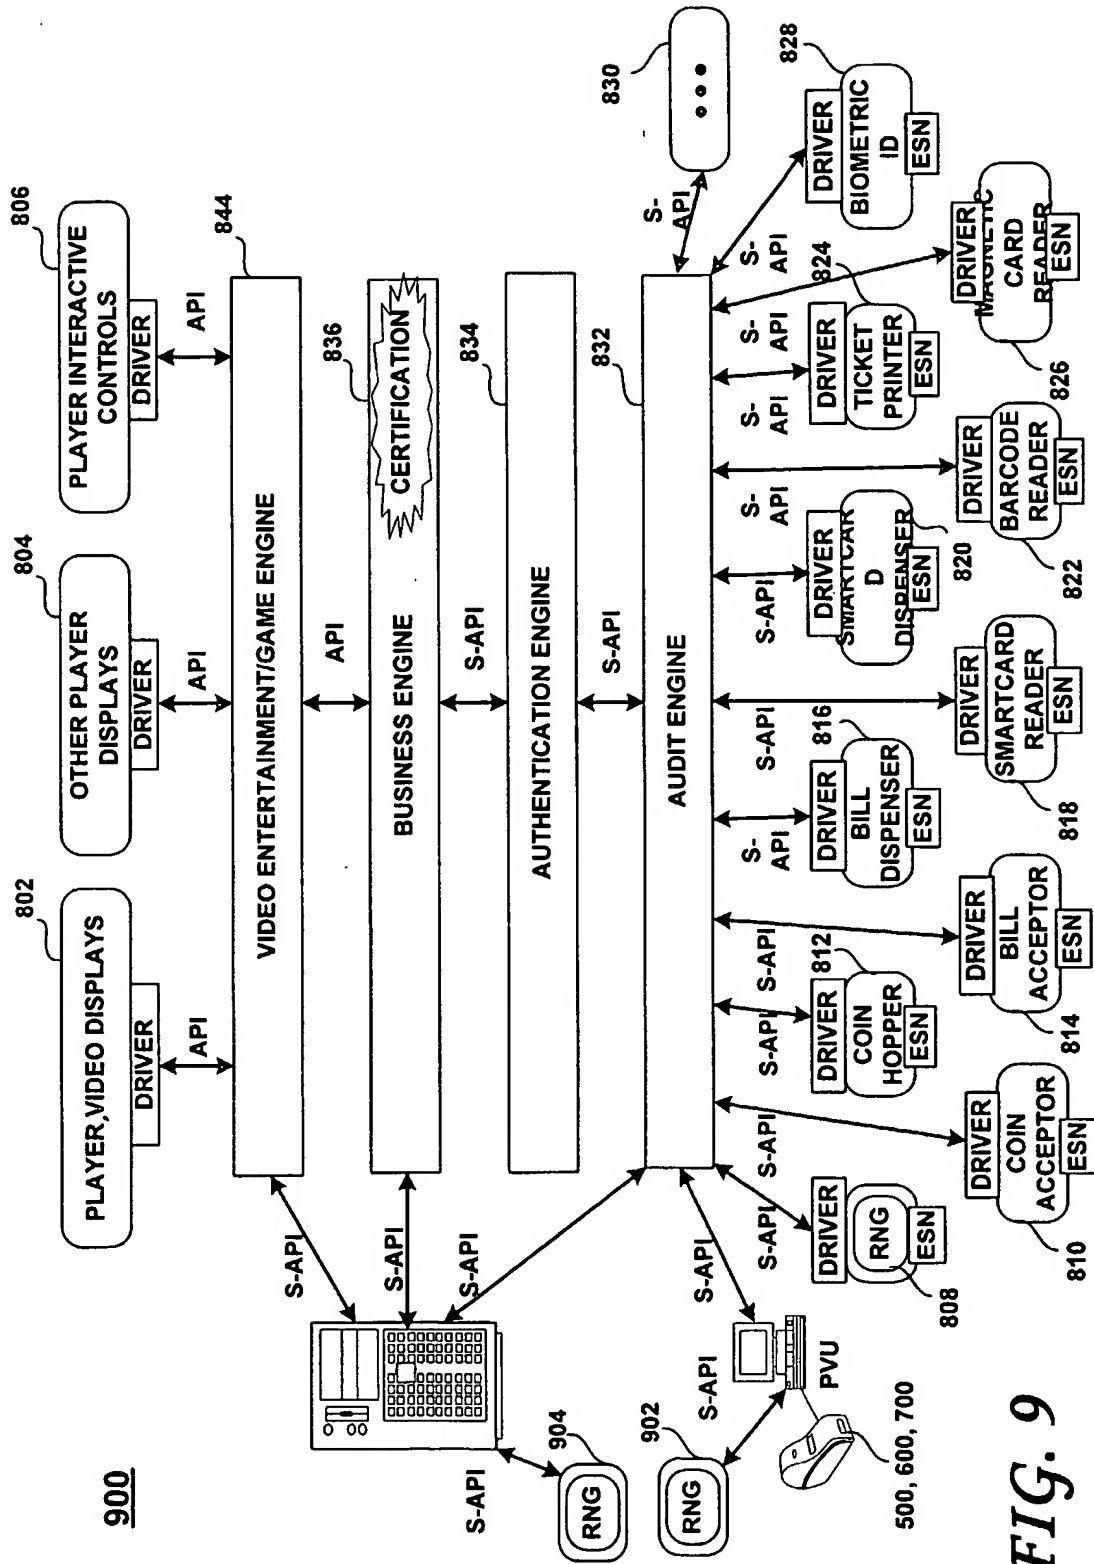 900
802
PLAYER,VIDEO DISPLAYS
DRIVER
API
804
OTHER PLAYER
DISPLAYS
DRIVER
API
806
PLAYER INTERACTIVE
CONTROLS
DRIVER
API
844
VIDEO ENTERTAINMENT/GAME ENGINE
API
836
BUSINESS ENGINE
CERTIFICATION
S-API
834
AUTHENTICATION ENGINE
S-API
832
AUDIT ENGINE
S-API
S-API
S-API
S-API
904
RNG
S-API
902
RNG
S-API
PVU
500, 600, 700
S-API
DRIVER
RNG
ESN
808
S-API
DRIVER
COIN
ACCEPTOR
ESN
810
S-API
812
DRIVER
COIN
HOPPER
ESN
S-API
DRIVER
BILL
ACCEPTOR
ESN
814
S-
API
816
DRIVER
BILL
DISPENSER
ESN
S-API
DRIVER
SMARTCARD
READER
ESN
818
S-API
DRIVER
SMARTCAR
D
DISPENSER
ESN
820
S-
API
DRIVER
BARCODE
READER
ESN
822
S-
API
824
DRIVER
TICKET
PRINTER
ESN
S-
API
DRIVER
MAGNETIC
CARD
READER
ESN
826
S-
API
828
DRIVER
BIOMETRIC
ID
ESN
S-
API
830
FIG. 9